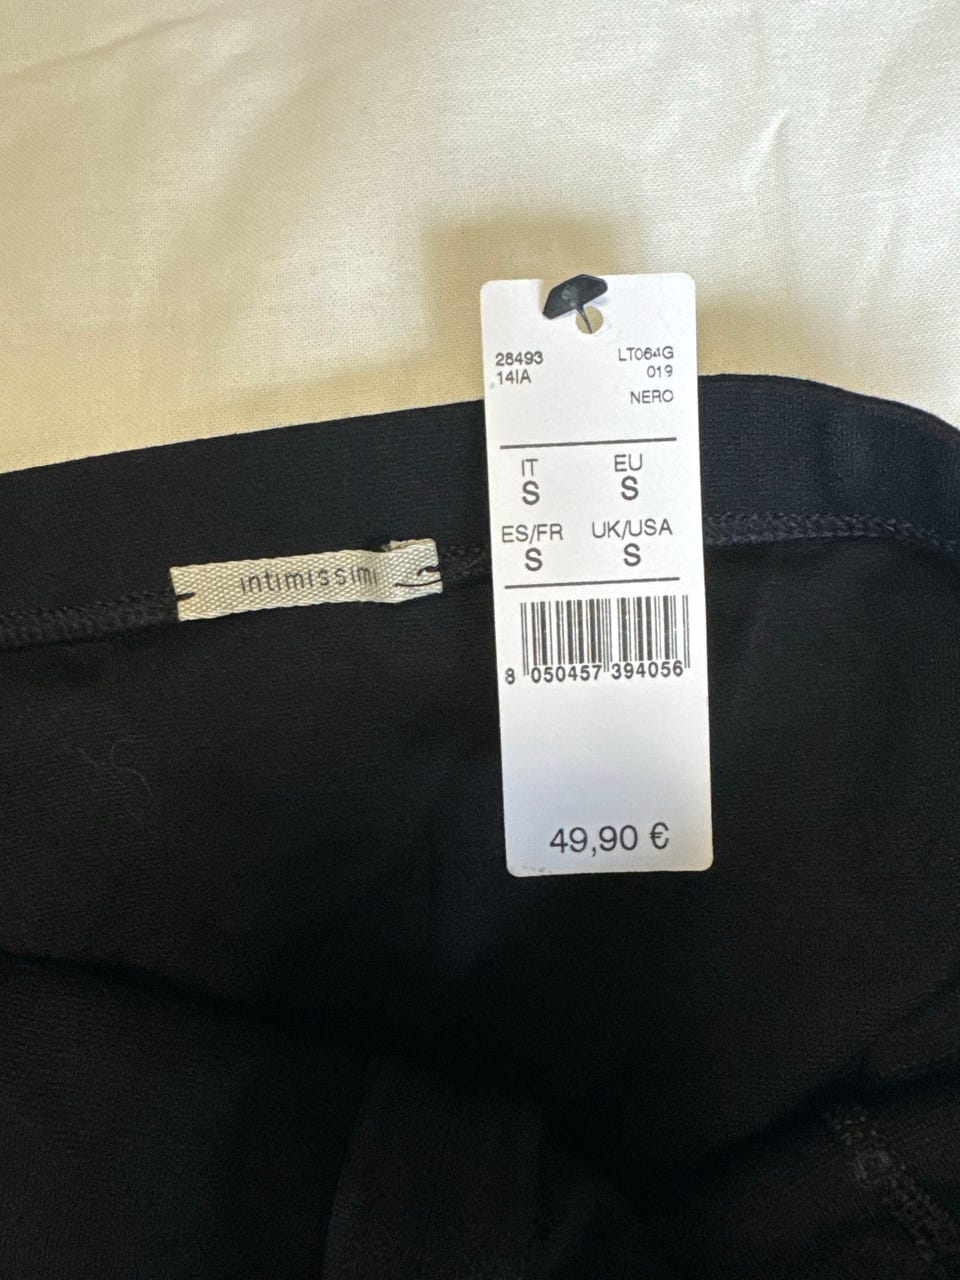 28493 LT064G
14IA 019
NERO
IT EU
S S
ES/FR UK/USA
S S
8 050457 394056
49,90 €
intimissimi